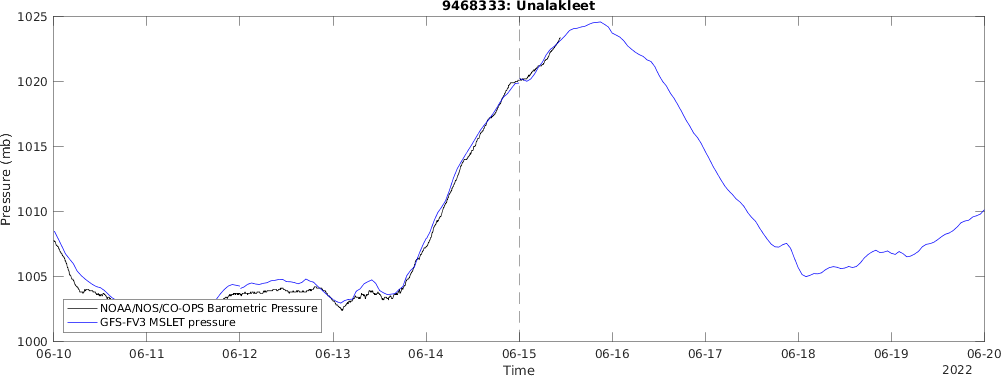 9468333: Unalakleet
Pressure (mb)
1025
1020
1015
1010
1005
1000
NOAA/NOS/CO-OPS Barometric Pressure
GFS-FV3 MSLET pressure
06-10 06-11 06-12 06-13 06-14 06-15 06-16 06-17 06-18 06-19 06-20
Time
2022